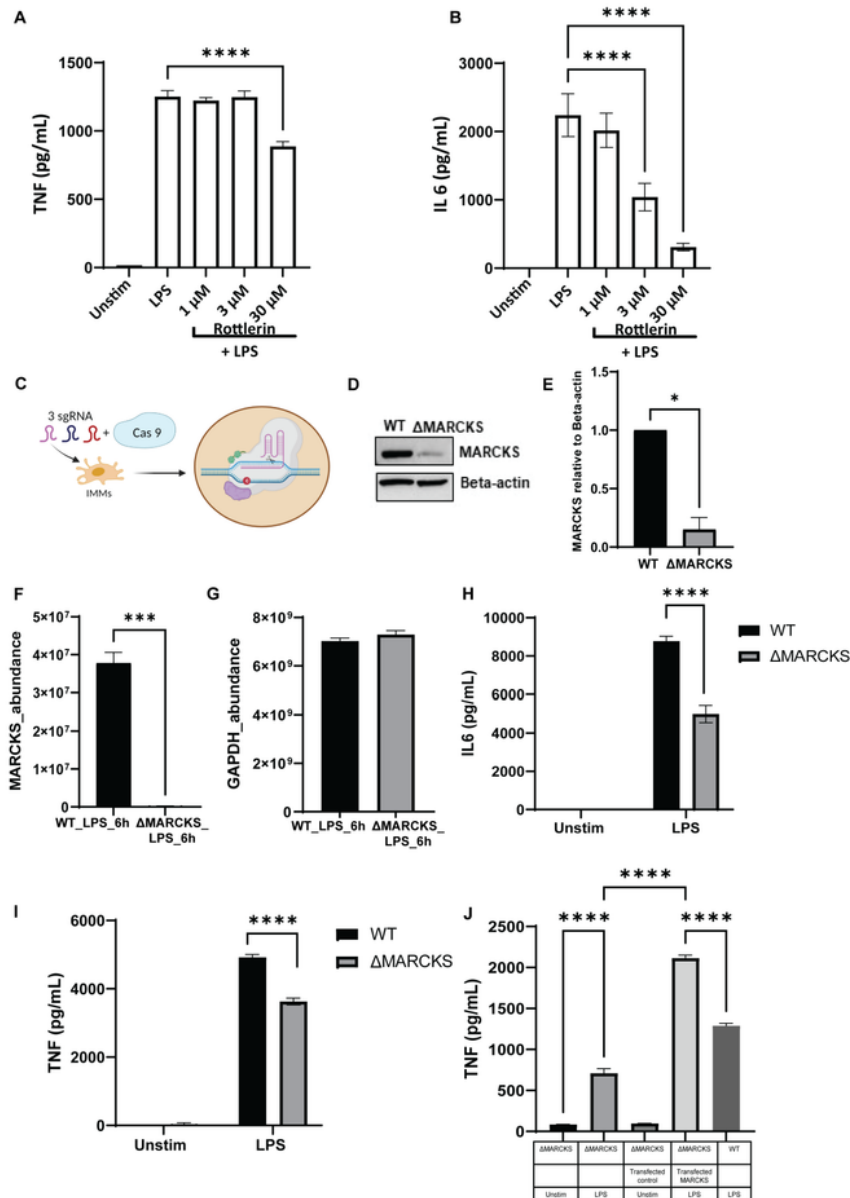 A
****
1500
1000
500
0
TNF (pg/mL)
Unstim
LPS
1 µM
3 µM
30 µM
Rottlerin
+ LPS
B
****
****
3000
2000
1000
0
IL 6 (pg/mL)
Unstim
LPS
1 µM
3 µM
30 µM
Rottlerin
+ LPS
C
3 sgRNA
+
Cas 9
IMMs
D
WT ΔMARCKS
MARCKS
Beta-actin
E
*
1.5
1.0
0.5
0.0
MARCKS relative to Beta-actin
WT
ΔMARCKS
F
***
5×10⁷
4×10⁷
3×10⁷
2×10⁷
1×10⁷
0
MARCKS_abundance
WT_LPS_6h
ΔMARCKS_
LPS_6h
G
8×10⁹
6×10⁹
4×10⁹
2×10⁹
0
GAPDH_abundance
WT_LPS_6h
ΔMARCKS_
LPS_6h
H
****
10000
8000
6000
4000
2000
0
IL6 (pg/mL)
Unstim
LPS
WT
ΔMARCKS
I
****
6000
4000
2000
0
TNF (pg/mL)
Unstim
LPS
WT
ΔMARCKS
J
****
****
****
2500
2000
1500
1000
500
0
TNF (pg/mL)
ΔMARCKS ΔMARCKS ΔMARCKS ΔMARCKS WT
Transfected control Transfected MARCKS
Unstim LPS Unstim LPS LPS